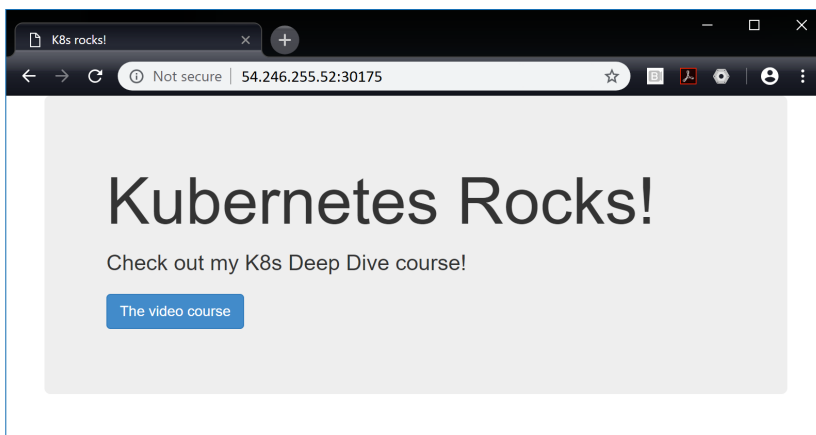 K8s rocks!
Not secure | 54.246.255.52:30175
Kubernetes Rocks!
Check out my K8s Deep Dive course!
The video course